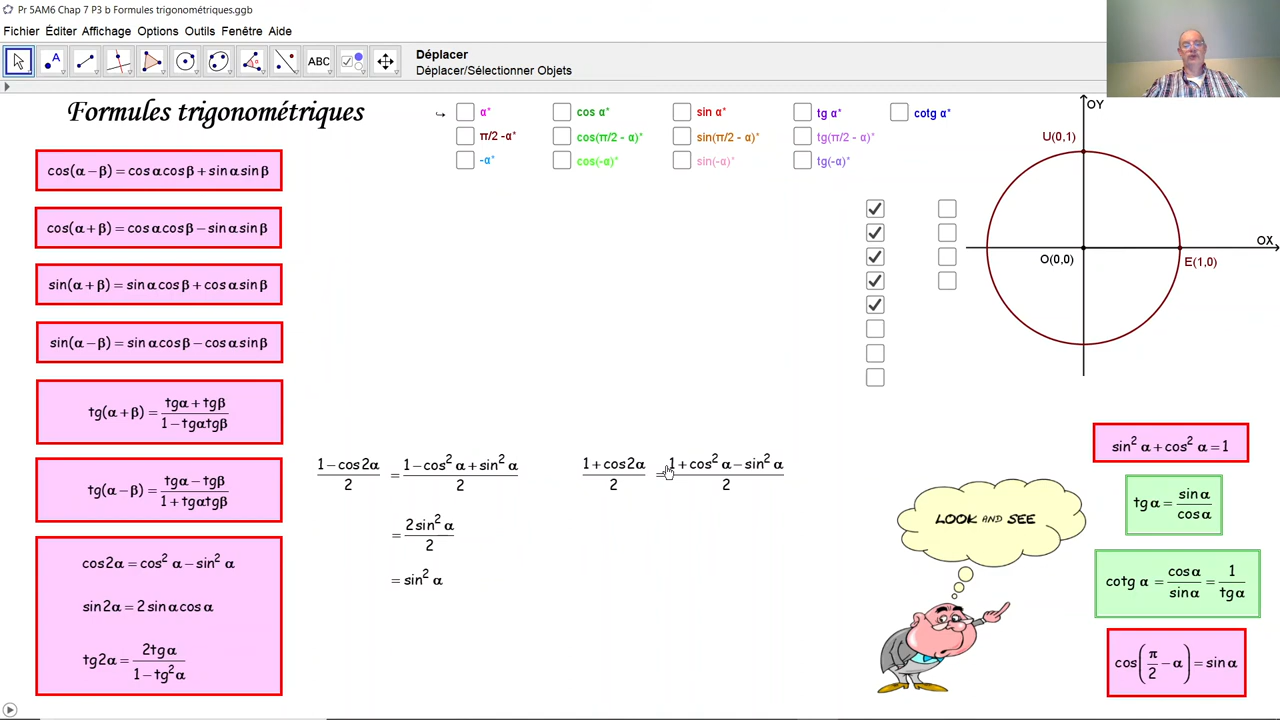 Pr 5AM6 Chap 7 P3 b Formules trigonométriques.ggb
Fichier Éditer Affichage Options Outils Fenêtre Aide
A ABC
Déplacer
Déplacer/Sélectionner Objets
Formules trigonométriques
α* cos α* sin α* tg α* cotg α*
π/2 -α* cos(π/2 - α)* sin(π/2 - α)* tg(π/2 - α)*
-α* cos(-α)* sin(-α)* tg(-α)*
cos(α−β)=cosαcosβ+sinαsinβ
cos(α+β)=cosαcosβ−sinαsinβ
sin(α+β)=sinαcosβ+cosαsinβ
sin(α−β)=sinαcosβ−cosαsinβ
tg(α+β)=(tgα+tgβ)/(1−tgαtgβ)
tg(α−β)=(tgα−tgβ)/(1+tgαtgβ)
cos2α=cos²α−sin²α
sin2α=2sinαcosα
tg2α=2tgα/(1−tg²α)
(1−cos2α)/2 =(1−cos²α+sin²α)/2
=2sin²α/2
=sin²α
(1+cos2α)/2 =(1+cos²α−sin²α)/2
OY
U(0,1)
OX
O(0,0)
E(1,0)
LOOK AND SEE
sin²α+cos²α=1
tgα=sinα/cosα
cotg α=cosα/sinα=1/tgα
cos(π/2−α)=sinα